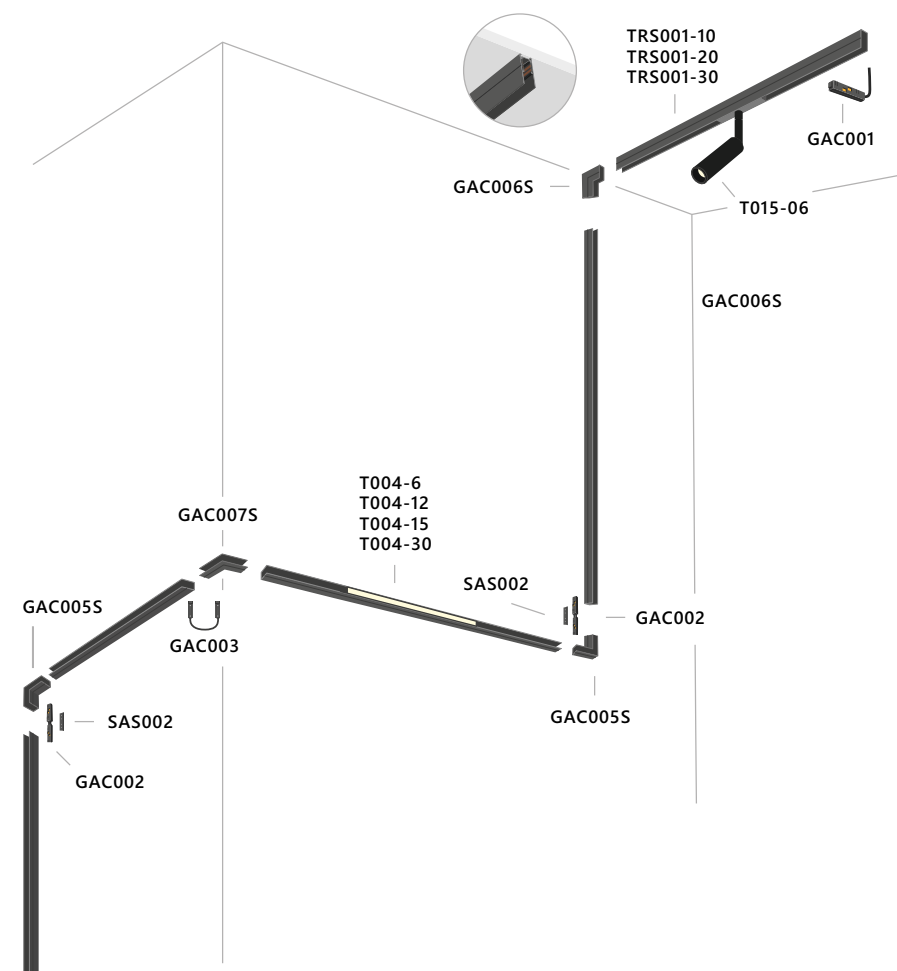 TRS001-10
TRS001-20
TRS001-30
GAC001
GAC006S
T015-06
GAC006S
T004-6
T004-12
T004-15
T004-30
GAC007S
SAS002
GAC005S
GAC002
GAC003
GAC005S
SAS002
GAC002